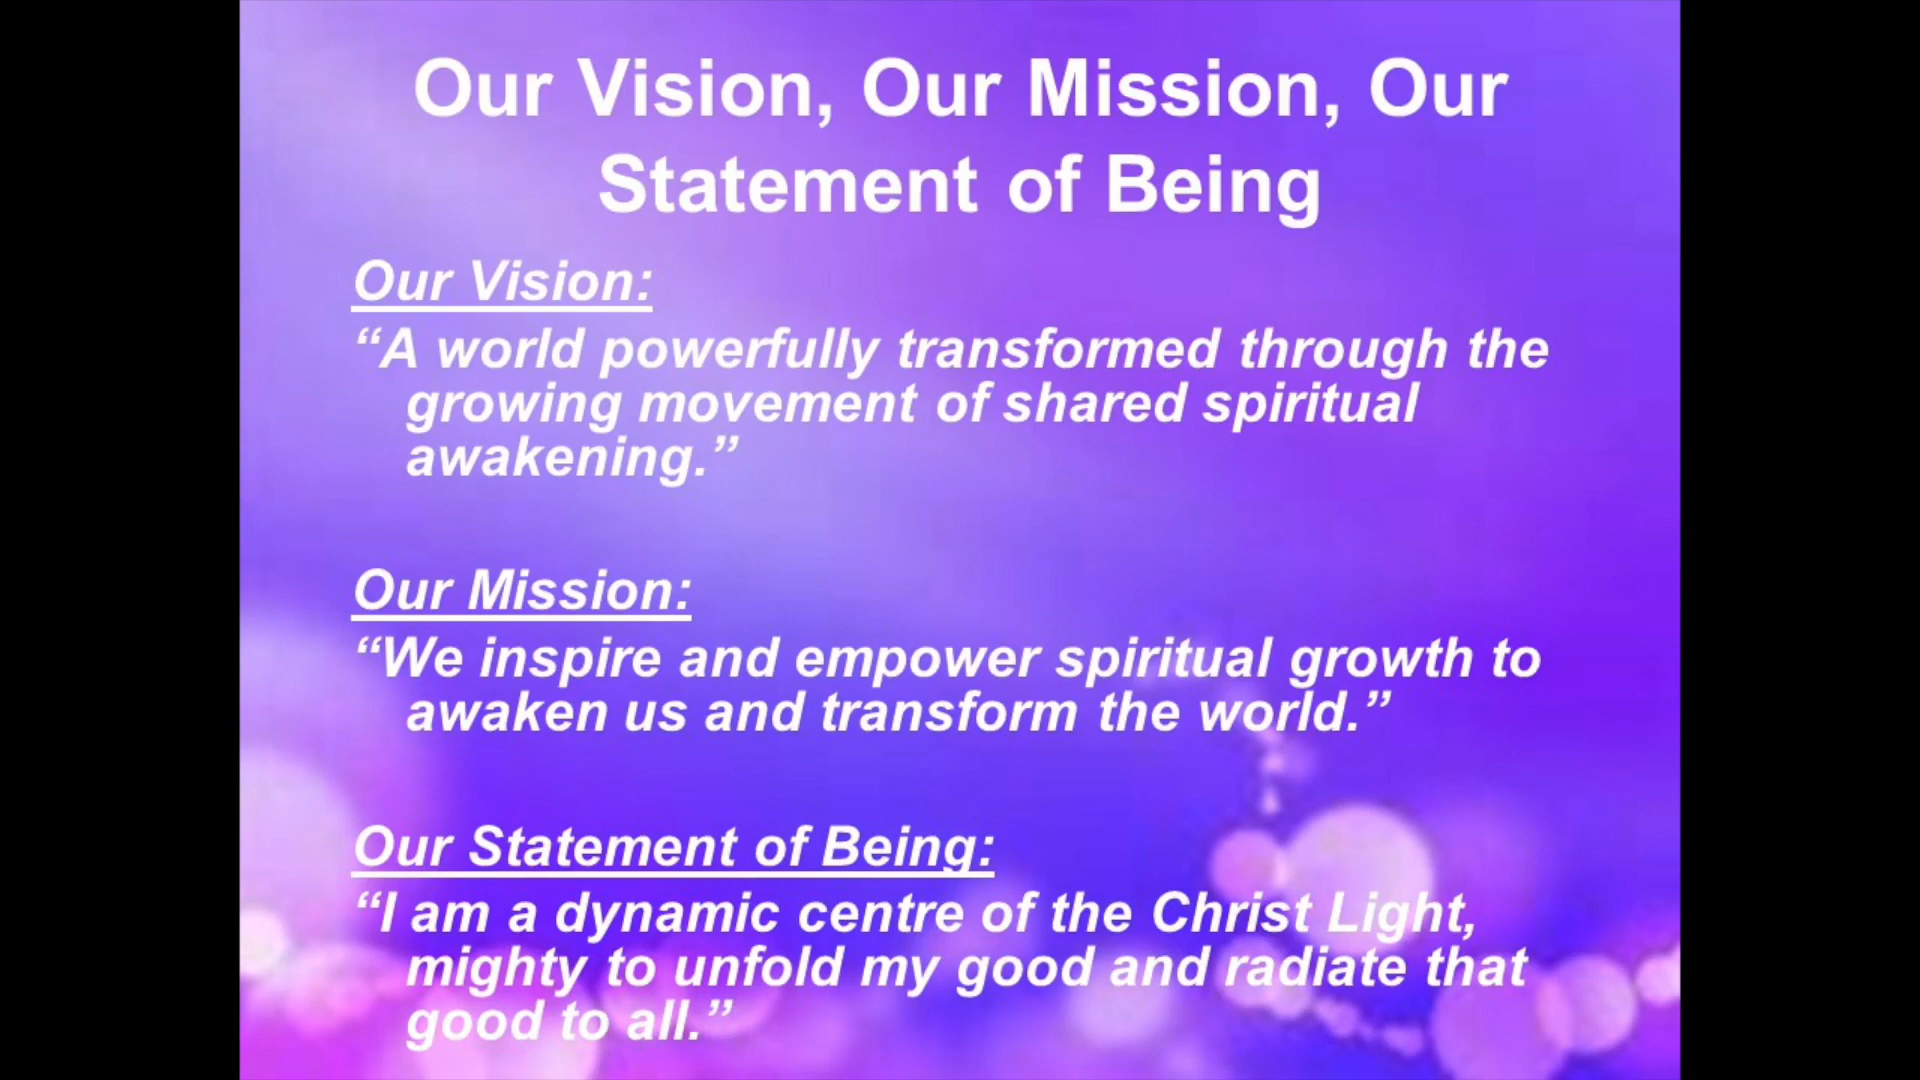 Our Vision, Our Mission, Our
Statement of Being
Our Vision:
“A world powerfully transformed through the
growing movement of shared spiritual
awakening.”
Our Mission:
“We inspire and empower spiritual growth to
awaken us and transform the world.”
Our Statement of Being:
“I am a dynamic centre of the Christ Light,
mighty to unfold my good and radiate that
good to all.”